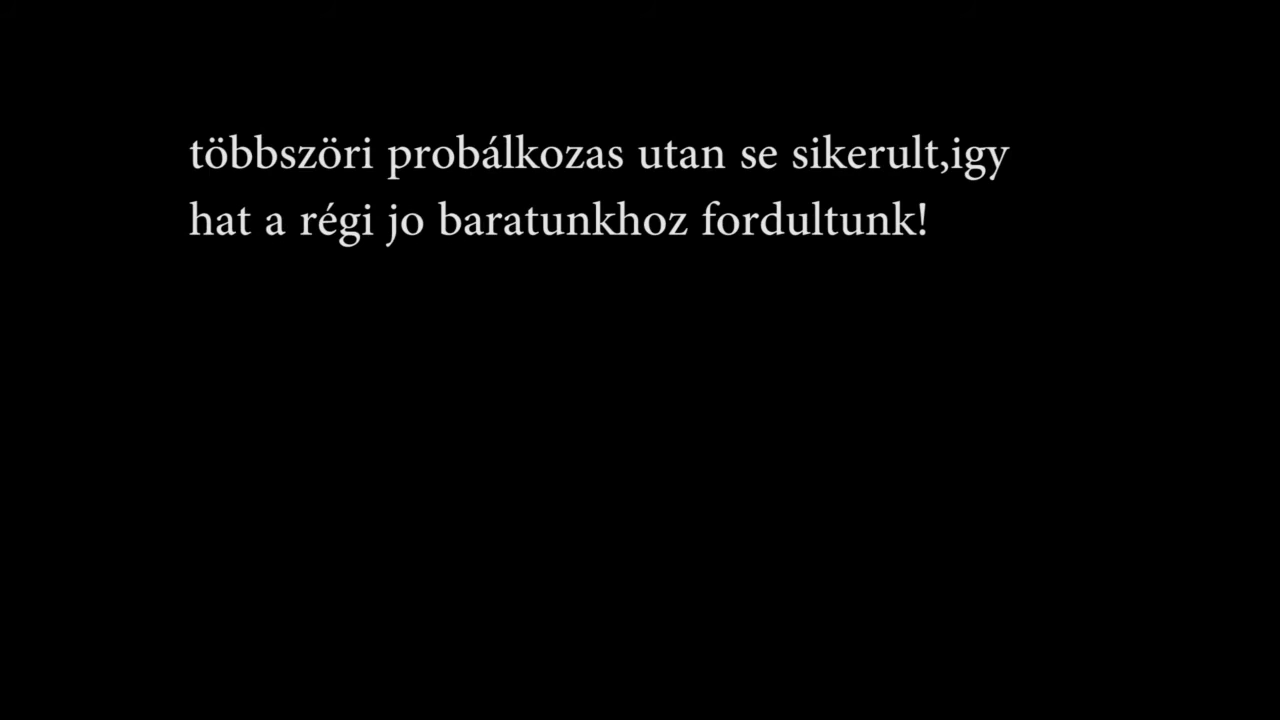 többszöri probálkozas utan se sikerult,igy
hat a régi jo baratunkhoz fordultunk!